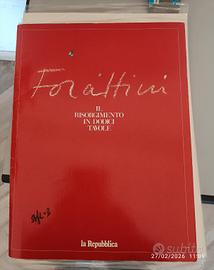 Forattini
IL
RISORGIMENTO
IN DODICI
TAVOLE
la Repubblica
subito
27/02/2026